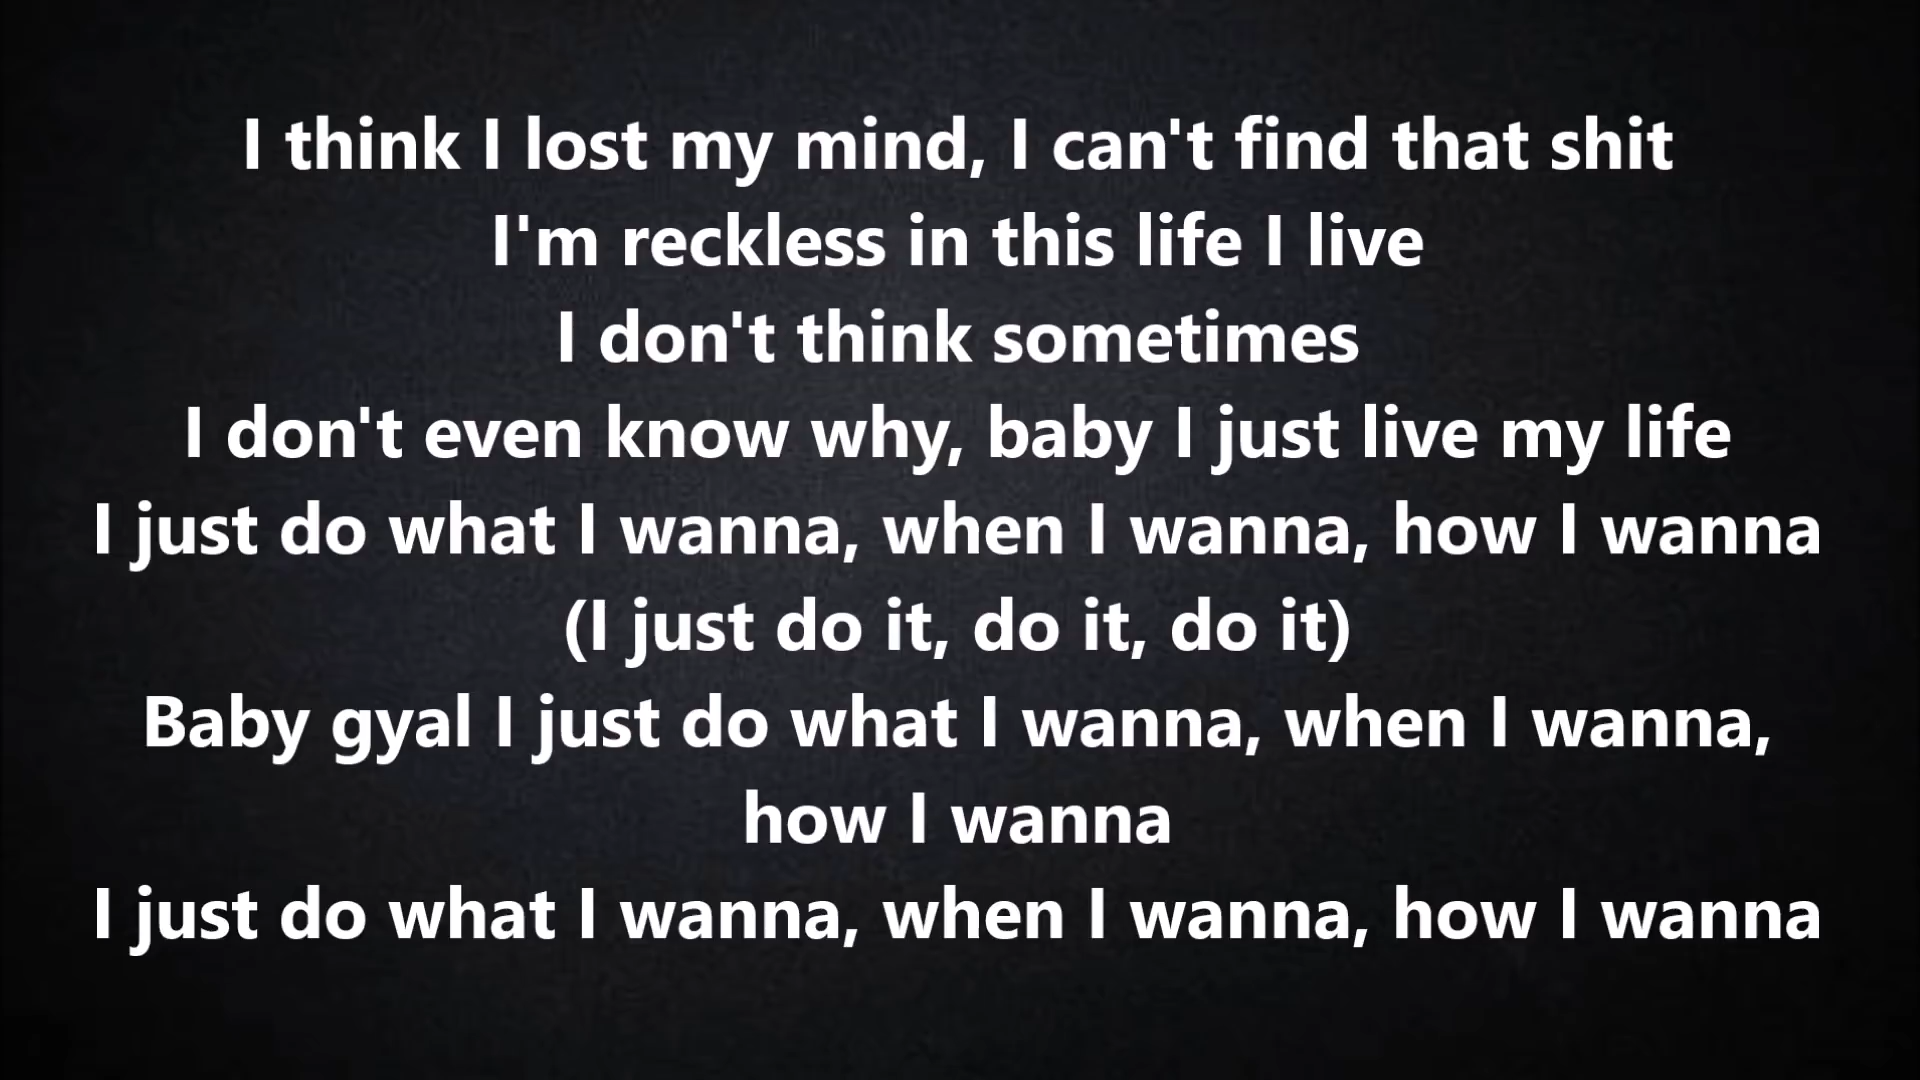 I think I lost my mind, I can't find that shit
I'm reckless in this life I live
I don't think sometimes
I don't even know why, baby I just live my life
I just do what I wanna, when I wanna, how I wanna
(I just do it, do it, do it)
Baby gyal I just do what I wanna, when I wanna,
how I wanna
I just do what I wanna, when I wanna, how I wanna